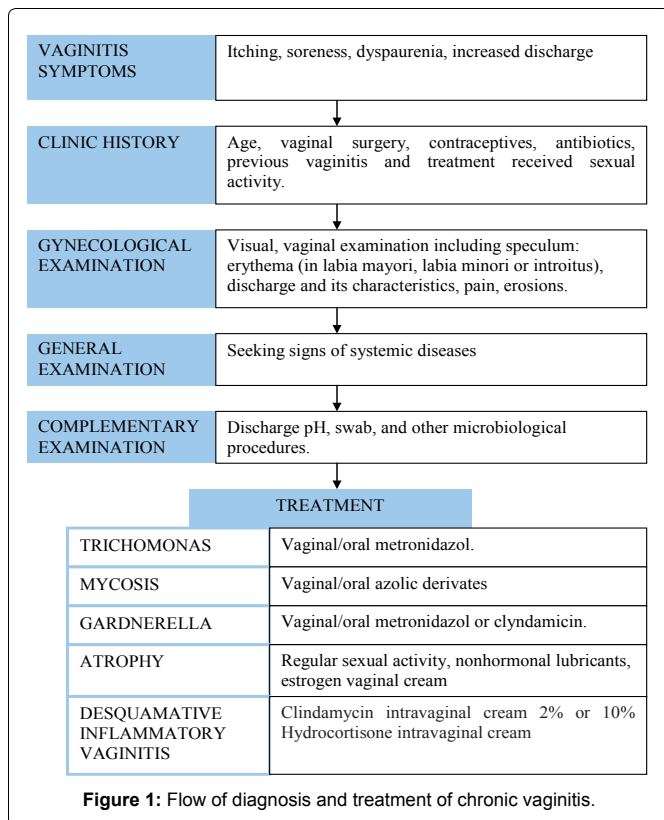 VAGINITIS
SYMPTOMS
Itching, soreness, dyspaurenia, increased discharge
CLINIC HISTORY
Age, vaginal surgery, contraceptives, antibiotics,
previous vaginitis and treatment received sexual
activity.
GYNECOLOGICAL
EXAMINATION
Visual, vaginal examination including speculum:
erythema (in labia mayori, labia minori or introitus),
discharge and its characteristics, pain, erosions.
GENERAL
EXAMINATION
Seeking signs of systemic diseases
COMPLEMENTARY
EXAMINATION
Discharge pH, swab, and other microbiological
procedures.
TREATMENT
TRICHOMONAS
Vaginal/oral metronidazol.
MYCOSIS
Vaginal/oral azolic derivates
GARDNERELLA
Vaginal/oral metronidazol or clyndamicin.
ATROPHY
Regular sexual activity, nonhormonal lubricants,
estrogen vaginal cream
DESQUAMATIVE
INFLAMMATORY
VAGINITIS
Clindamycin intravaginal cream 2% or 10%
Hydrocortisone intravaginal cream
Figure 1: Flow of diagnosis and treatment of chronic vaginitis.